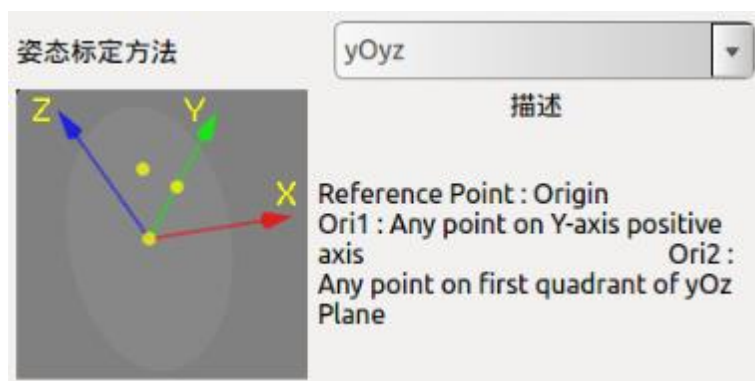 姿态标定方法
yOyz
描述
Z
Y
X
Reference Point : Origin
Ori1 : Any point on Y-axis positive
axis Ori2 :
Any point on first quadrant of yOz
Plane